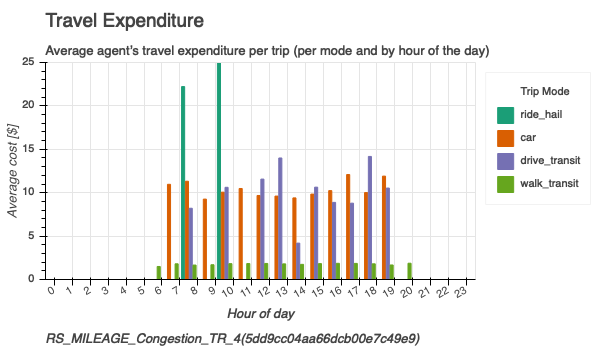 Travel Expenditure
Average agent's travel expenditure per trip (per mode and by hour of the day)
25
20
15
10
5
0
Average cost [$]
0 1 2 3 4 5 6 7 8 9 10 11 12 13 14 15 16 17 18 19 20 21 22 23
Hour of day
Trip Mode
ride_hail
car
drive_transit
walk_transit
RS_MILEAGE_Congestion_TR_4(5dd9cc04aa66dcb00e7c49e9)